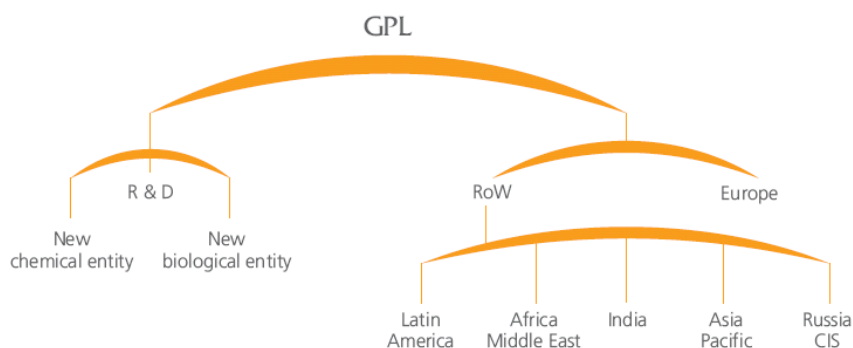 GPL
R & D
RoW
Europe
New
chemical entity
New
biological entity
Latin
America
Africa
Middle East
India
Asia
Pacific
Russia
CIS